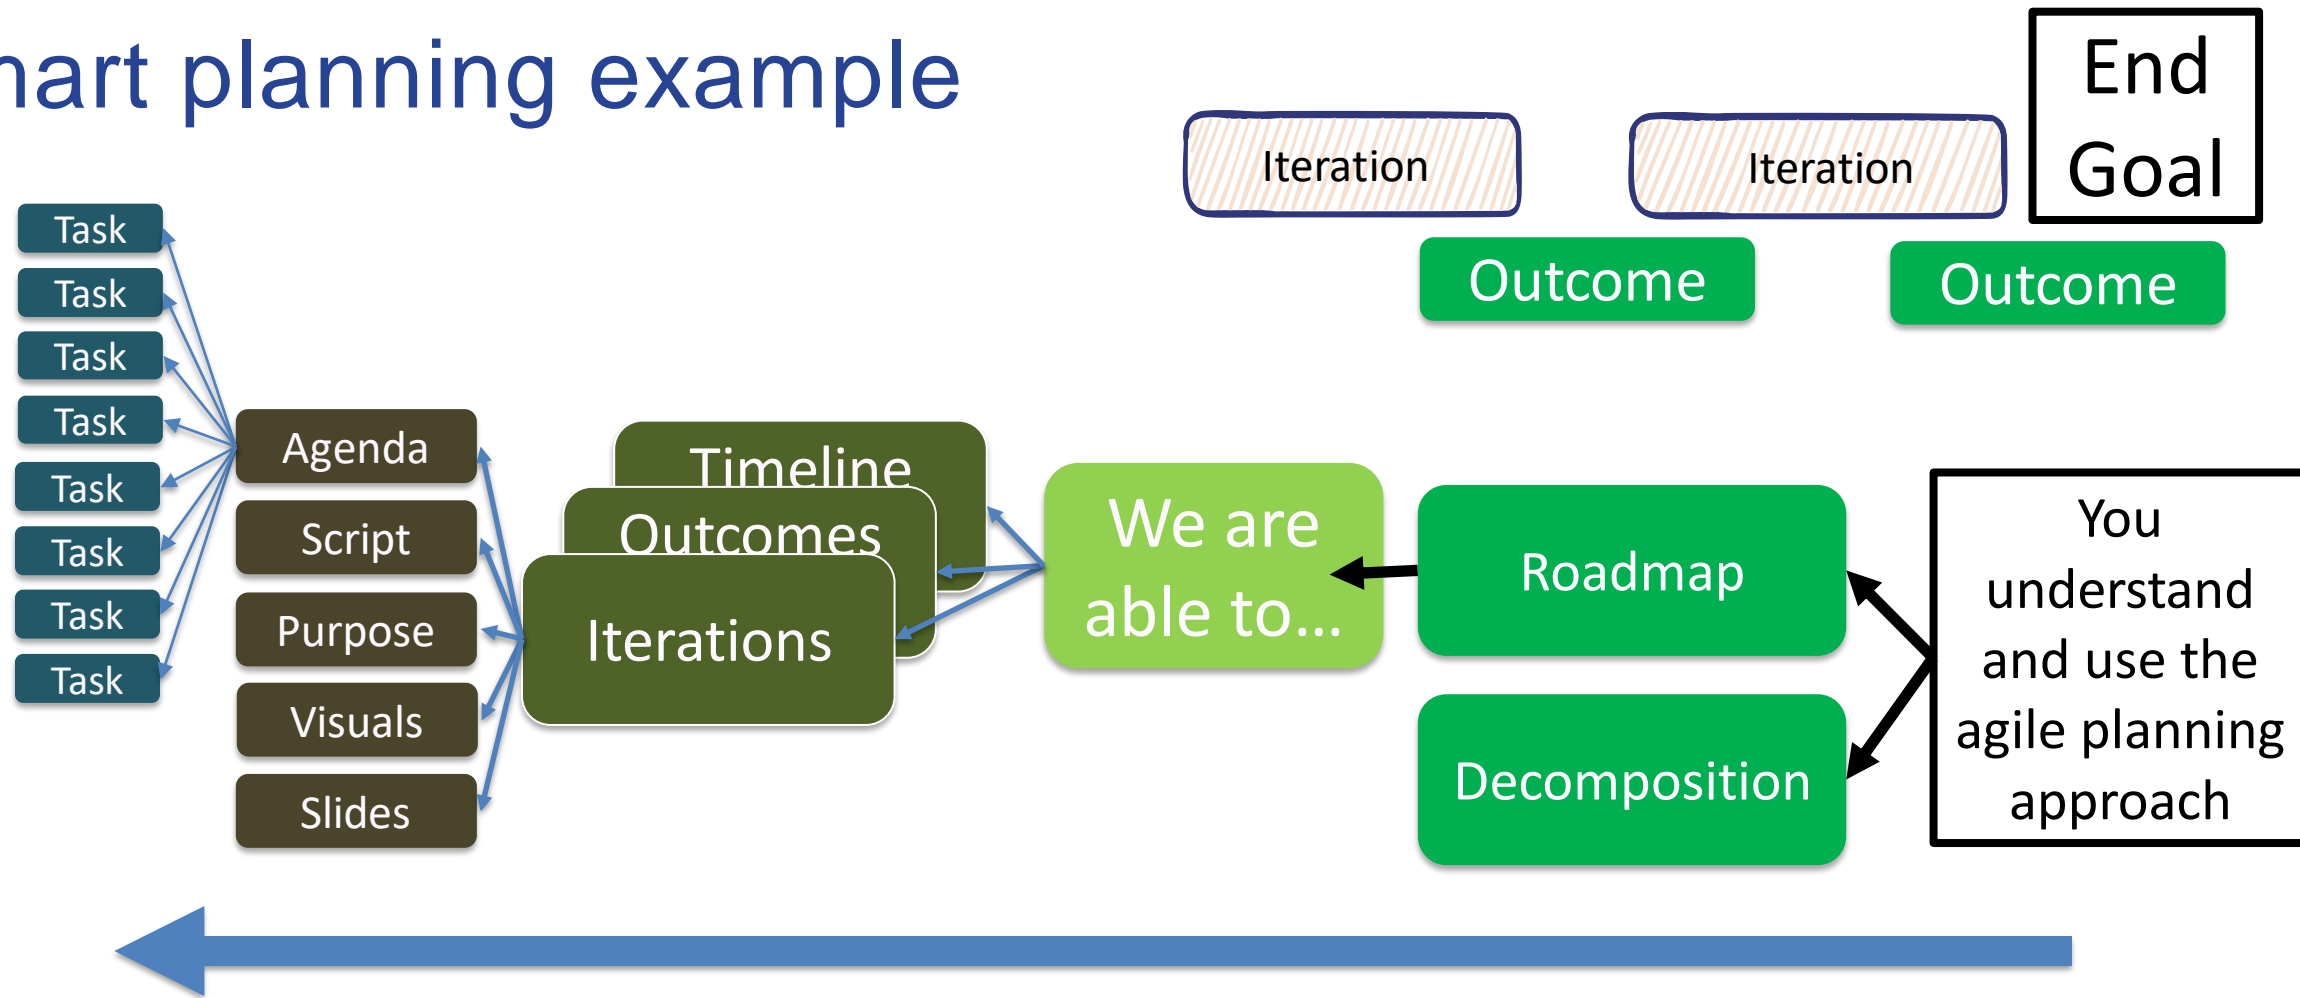 hart planning example
End
Goal
Iteration
Iteration
Outcome
Outcome
Task
Task
Task
Task
Task
Task
Task
Task
Agenda
Script
Purpose
Visuals
Slides
Timeline
Outcomes
Iterations
We are
able to...
Roadmap
Decomposition
You
understand
and use the
agile planning
approach